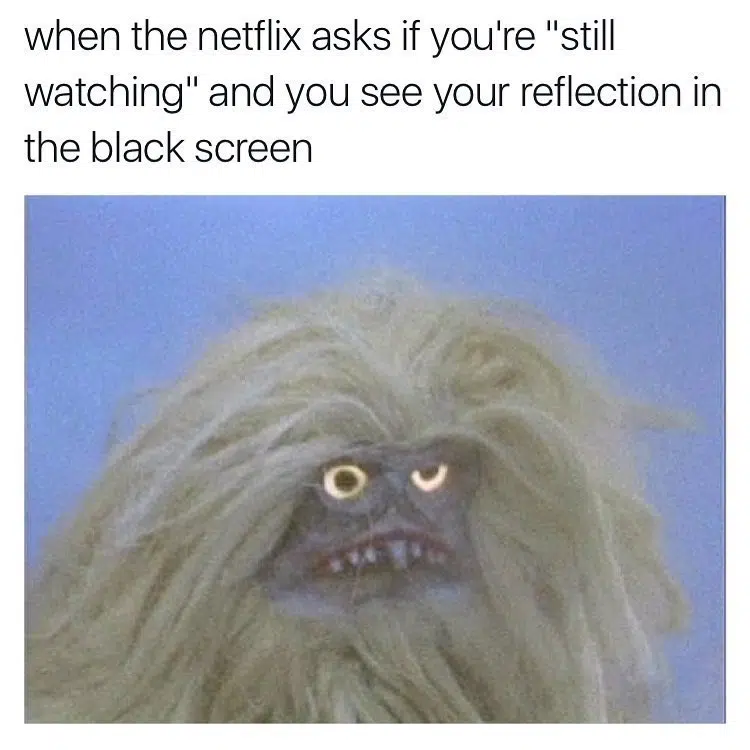 when the netflix asks if you're "still
watching" and you see your reflection in
the black screen